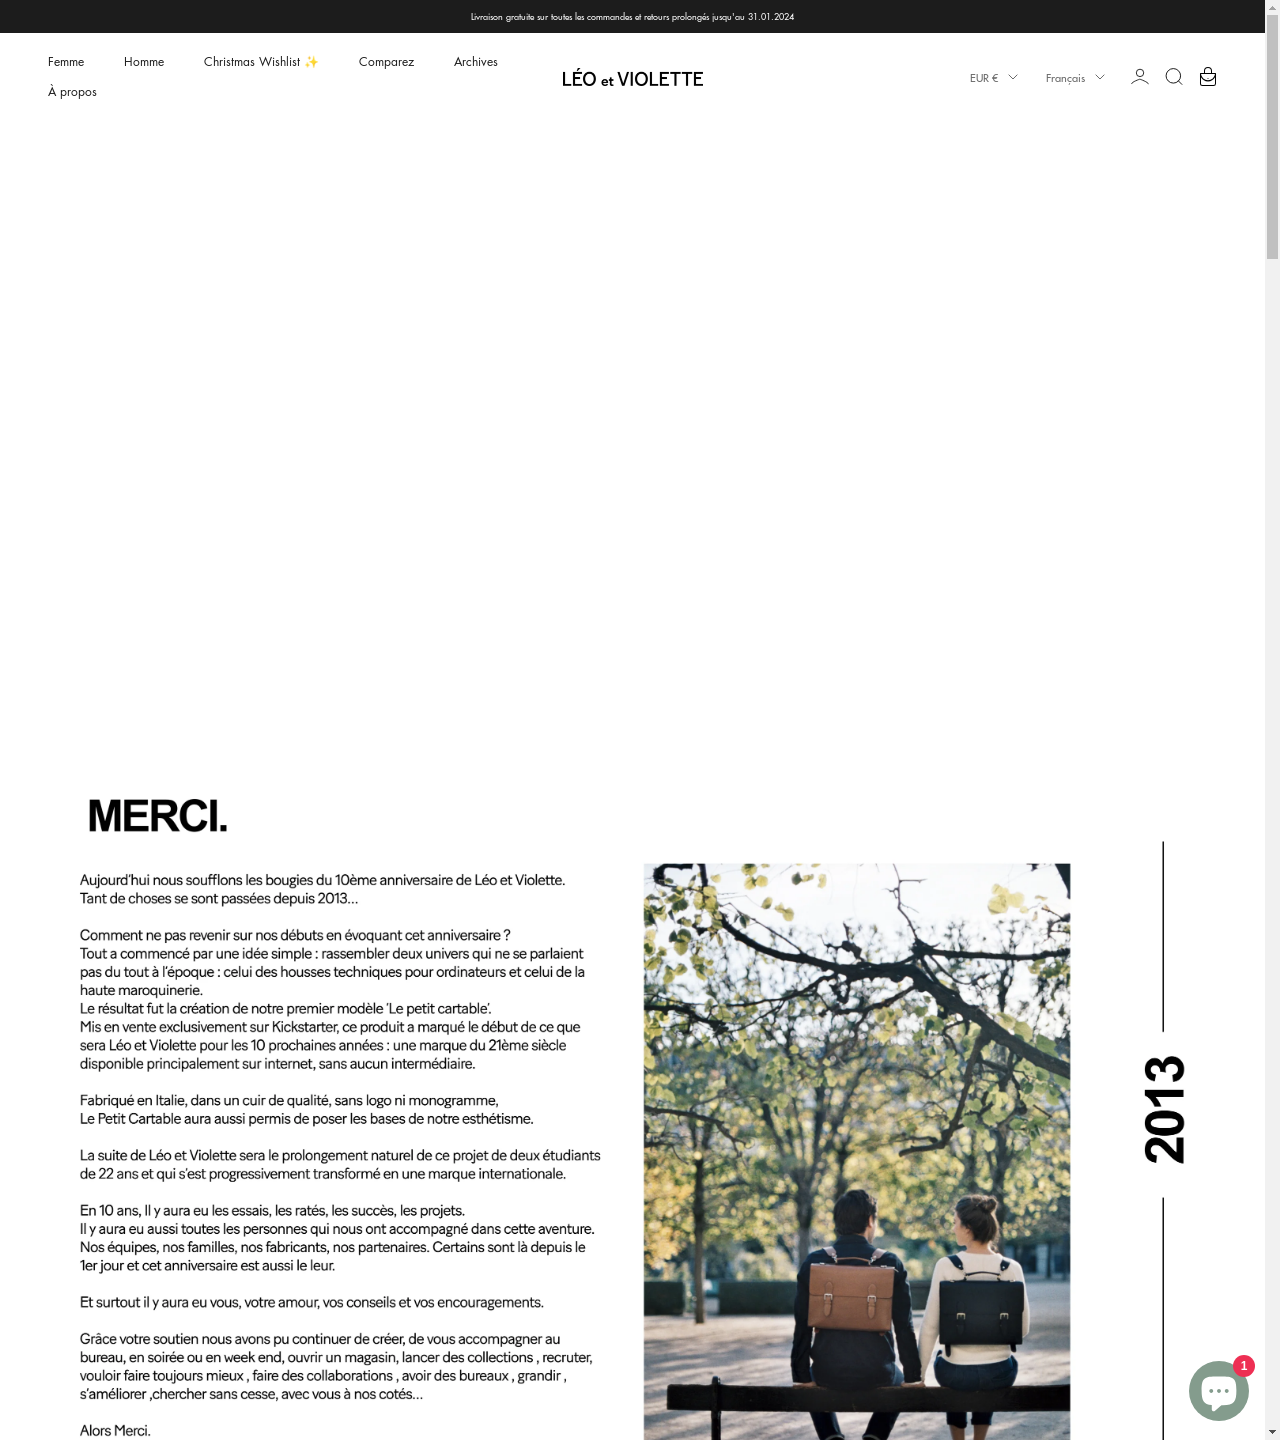 Livraison gratuite sur toutes les commandes et retours prolongés jusqu'au 31.01.2024
Femme
Homme
Christmas Wishlist ✨
Comparez
Archives
À propos
LÉO et VIOLETTE
EUR €
Français
MERCI.
Aujourd'hui nous soufflons les bougies du 10ème anniversaire de Léo et Violette.
Tant de choses se sont passées depuis 2013...
Comment ne pas revenir sur nos débuts en évoquant cet anniversaire ?
Tout a commencé par une idée simple : rassembler deux univers qui ne se parlaient
pas du tout à l'époque : celui des housses techniques pour ordinateurs et celui de la
haute maroquinerie.
Le résultat fut la création de notre premier modèle 'Le petit cartable'.
Mis en vente exclusivement sur Kickstarter, ce produit a marqué le début de ce que
sera Léo et Violette pour les 10 prochaines années : une marque du 21ème siècle
disponible principalement sur internet, sans aucun intermédiaire.
Fabriqué en Italie, dans un cuir de qualité, sans logo ni monogramme,
Le Petit Cartable aura aussi permis de poser les bases de notre esthétisme.
La suite de Léo et Violette sera le prolongement naturel de ce projet de deux étudiants
de 22 ans et qui s'est progressivement transformé en une marque internationale.
En 10 ans, Il y aura eu les essais, les ratés, les succès, les projets.
Il y aura eu aussi toutes les personnes qui nous ont accompagné dans cette aventure.
Nos équipes, nos familles, nos fabricants, nos partenaires. Certains sont là depuis le
1er jour et cet anniversaire est aussi le leur.
Et surtout il y aura eu vous, votre amour, vos conseils et vos encouragements.
Grâce votre soutien nous avons pu continuer de créer, de vous accompagner au
bureau, en soirée ou en week end, ouvrir un magasin, lancer des collections , recruter,
vouloir faire toujours mieux , faire des collaborations , avoir des bureaux , grandir ,
s'améliorer ,chercher sans cesse, avec vous à nos cotés...
Alors Merci.
2013
1